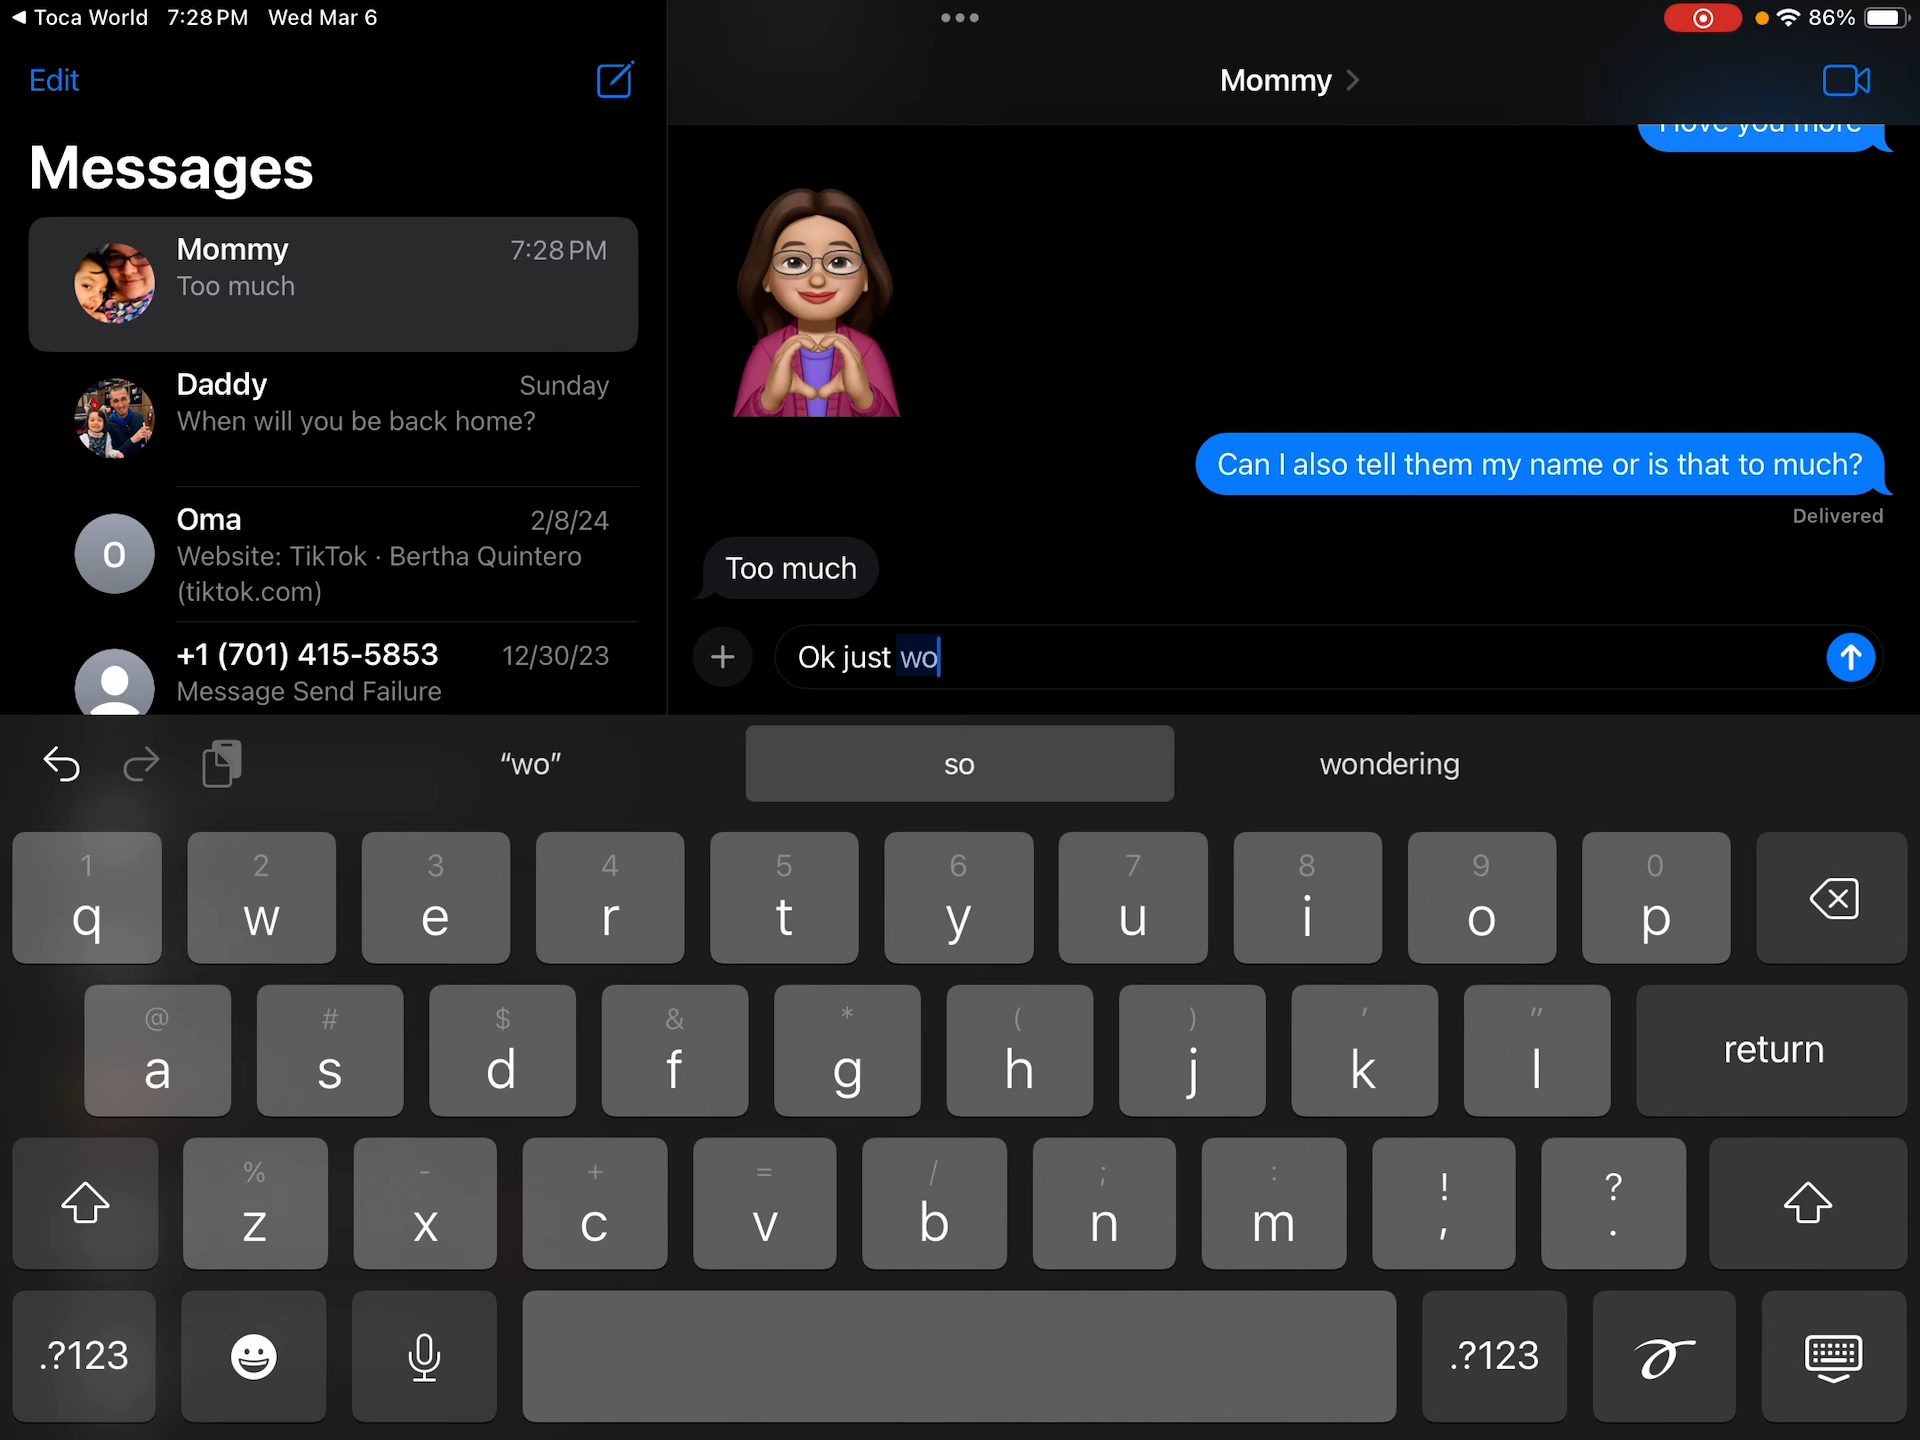 Toca World 7:28 PM Wed Mar 6
86%
Edit
Messages
Mommy 7:28 PM
Too much
Daddy Sunday
When will you be back home?
O
Oma 2/8/24
Website: TikTok · Bertha Quintero
(tiktok.com)
+1 (701) 415-5853 12/30/23
Message Send Failure
Mommy
I love you more
Can I also tell them my name or is that to much?
Delivered
Too much
Ok just wo
“wo” so wondering
1 2 3 4 5 6 7 8 9 0
q w e r t y u i o p
@ # $ & * ( ) ' "
a s d f g h j k l return
% - + = / ; : ! ?
z x c v b n m , .
.?123 .?123